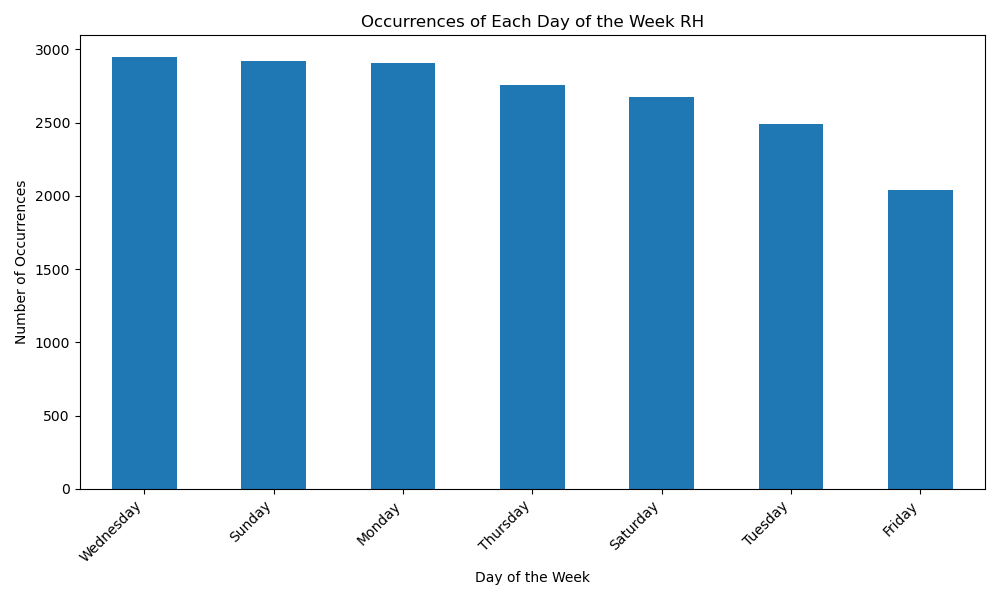 Occurrences of Each Day of the Week RH
Number of Occurrences
3000
2500
2000
1500
1000
500
0
Wednesday
Sunday
Monday
Thursday
Saturday
Tuesday
Friday
Day of the Week